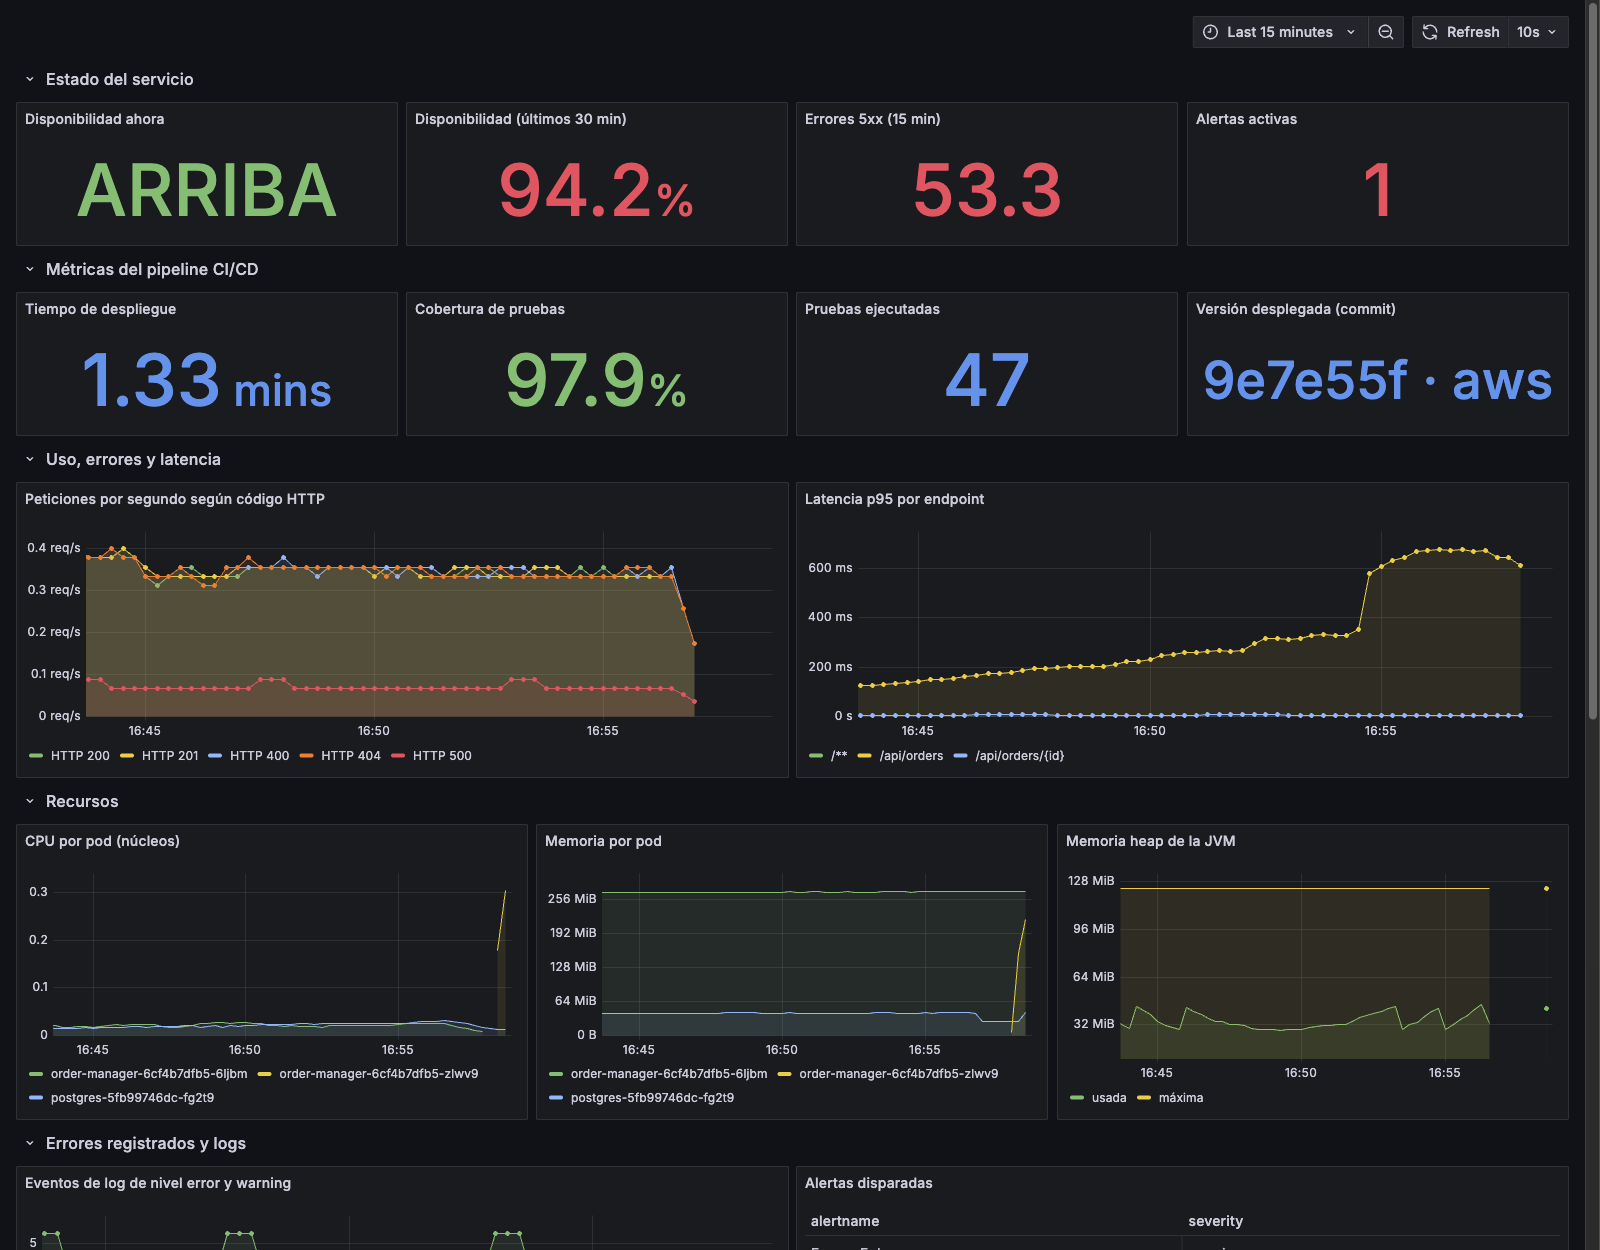 Last 15 minutes
Refresh
10s
Estado del servicio
Disponibilidad ahora
ARRIBA
Disponibilidad (últimos 30 min)
94.2%
Errores 5xx (15 min)
53.3
Alertas activas
1
Métricas del pipeline CI/CD
Tiempo de despliegue
1.33 mins
Cobertura de pruebas
97.9%
Pruebas ejecutadas
47
Versión desplegada (commit)
9e7e55f · aws
Uso, errores y latencia
Peticiones por segundo según código HTTP
0.4 req/s
0.3 req/s
0.2 req/s
0.1 req/s
0 req/s
16:45 16:50 16:55
HTTP 200 HTTP 201 HTTP 400 HTTP 404 HTTP 500
Latencia p95 por endpoint
600 ms
400 ms
200 ms
0 s
16:45 16:50 16:55
/** /api/orders /api/orders/{id}
Recursos
CPU por pod (núcleos)
0.3
0.2
0.1
0
16:45 16:50 16:55
order-manager-6cf4b7dfb5-6ljbm order-manager-6cf4b7dfb5-zlwv9
postgres-5fb99746dc-fg2t9
Memoria por pod
256 MiB
192 MiB
128 MiB
64 MiB
0 B
16:45 16:50 16:55
order-manager-6cf4b7dfb5-6ljbm order-manager-6cf4b7dfb5-zlwv9
postgres-5fb99746dc-fg2t9
Memoria heap de la JVM
128 MiB
96 MiB
64 MiB
32 MiB
16:45 16:50 16:55
usada máxima
Errores registrados y logs
Eventos de log de nivel error y warning
5
Alertas disparadas
alertname severity